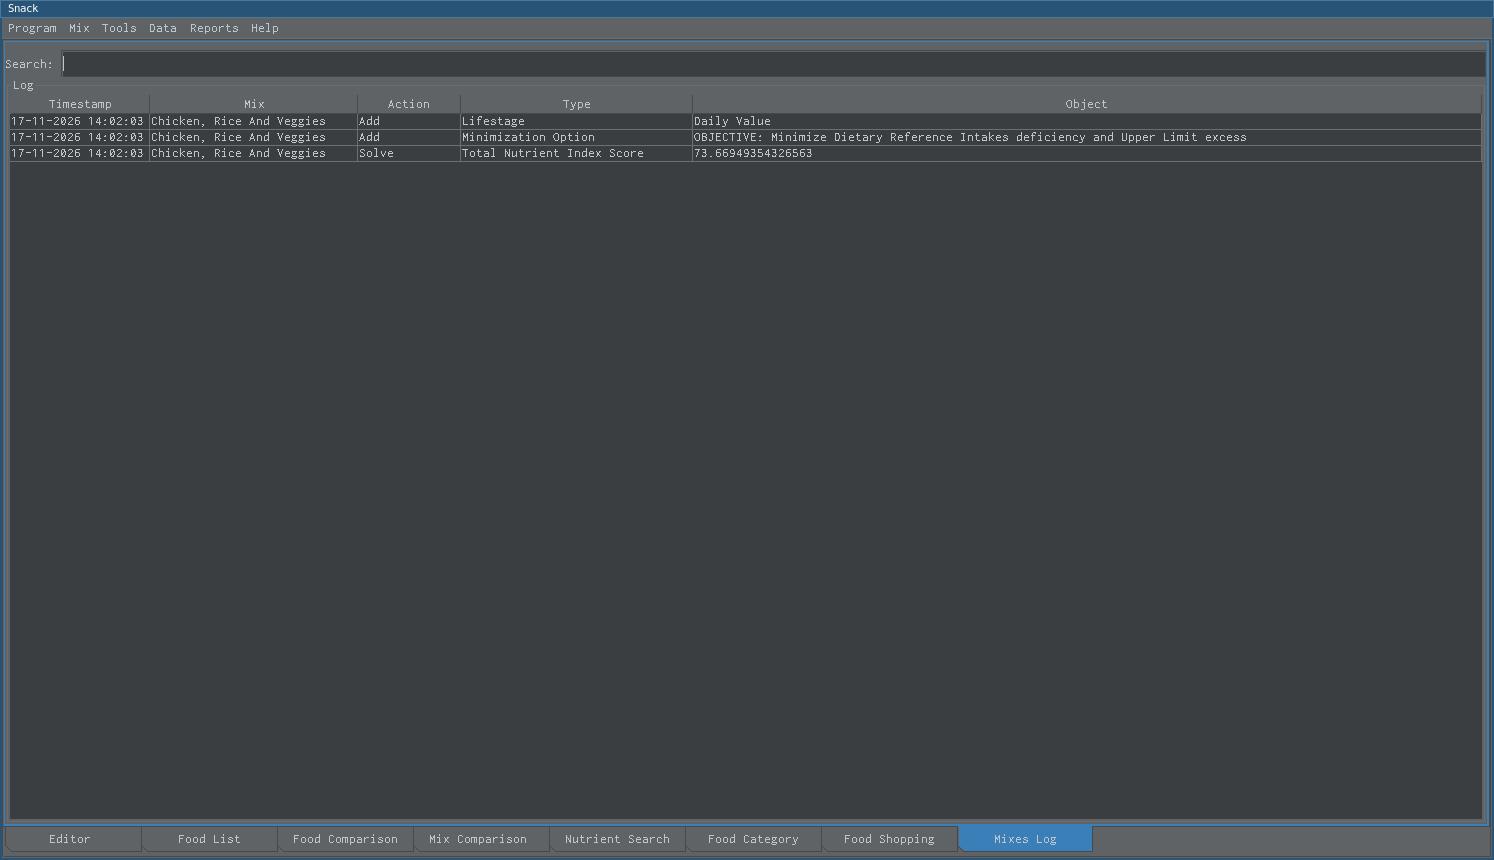 Snack
Program Mix Tools Data Reports Help
Search:
Log
Timestamp Mix Action Type Object
17-11-2026 14:02:03 Chicken, Rice And Veggies Add Lifestage Daily Value
17-11-2026 14:02:03 Chicken, Rice And Veggies Add Minimization Option OBJECTIVE: Minimize Dietary Reference Intakes deficiency and Upper Limit excess
17-11-2026 14:02:03 Chicken, Rice And Veggies Solve Total Nutrient Index Score 73.66949354326563
Editor Food List Food Comparison Mix Comparison Nutrient Search Food Category Food Shopping Mixes Log